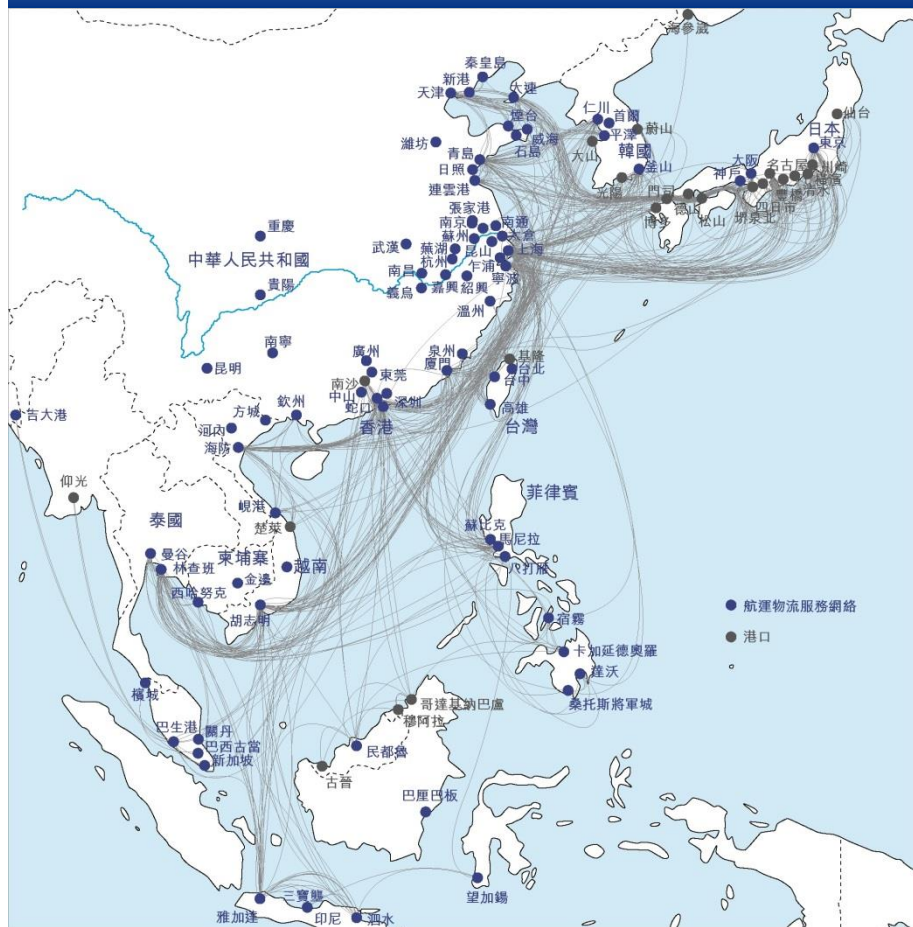 海參崴
秦皇島
新港
天津
大連
仙台
仁川
首爾
煙台
威海
平澤
蔚山
日本
東京
濰坊
石島
大山
韓國
青島
大阪
名古屋
川崎
日照
釜山
神戶
橫濱
連雲港
光陽
門司
豐橋
清水
四日市
德山
堺泉北
博多
松山
張家港
南京
南通
重慶
蘇州
太倉
武漢
蕪湖
昆山
上海
中華人民共和國
杭州
乍浦
南昌
寧波
貴陽
義烏
嘉興
紹興
溫州
南寧
廣州
泉州
基隆
昆明
東莞
廈門
台北
南沙
台中
中山
深圳
方城
欽州
蛇口
高雄
吉大港
河內
香港
台灣
海防
仰光
菲律賓
峴港
泰國
楚萊
蘇比克
馬尼拉
曼谷
柬埔寨
八打雁
林查班
越南
金邊
西哈努克
航運物流服務網絡
胡志明
宿霧
港口
卡加延德奧羅
達沃
檳城
桑托斯將軍城
哥達基納巴盧
穆阿拉
巴生港
關丹
巴西古當
民都魯
新加坡
古晉
巴厘巴板
三寶壟
望加錫
雅加達
印尼
泗水